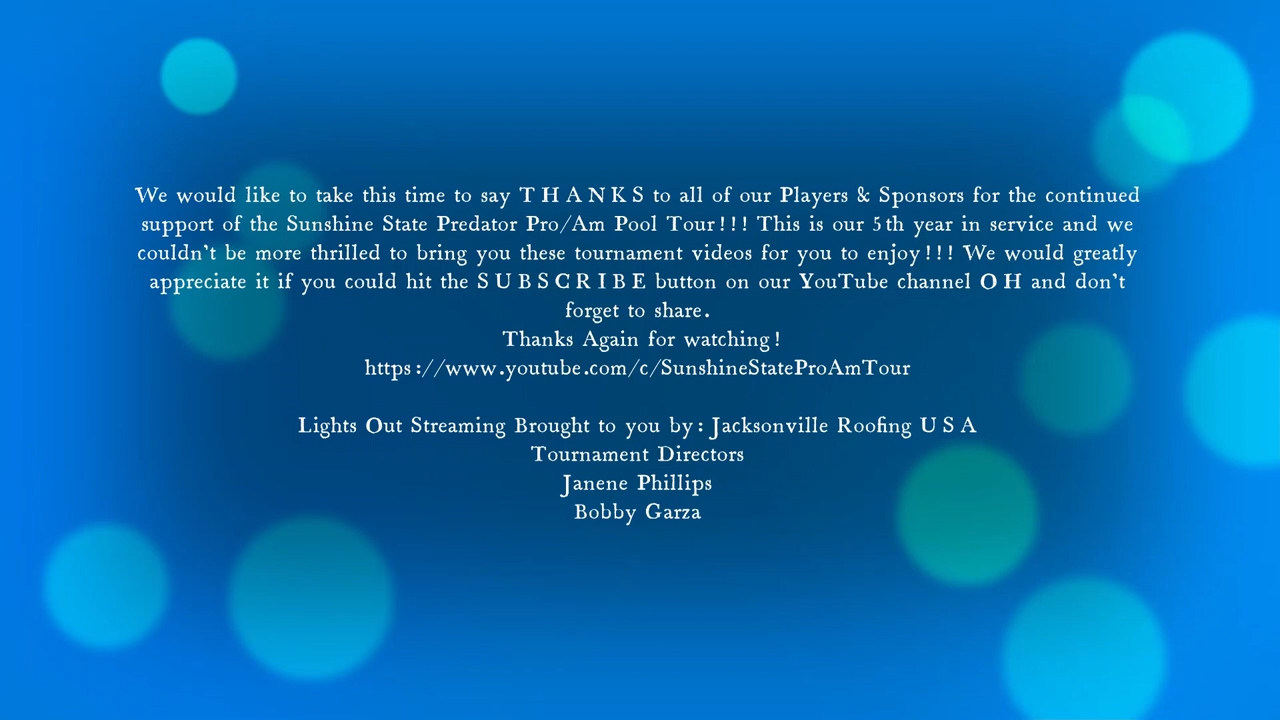 We would like to take this time to say T H A N K S to all of our Players & Sponsors for the continued
support of the Sunshine State Predator Pro/Am Pool Tour!!! This is our 5th year in service and we
couldn't be more thrilled to bring you these tournament videos for you to enjoy!!! We would greatly
appreciate it if you could hit the S U B S C R I B E button on our YouTube channel O H and don't
forget to share.
Thanks Again for watching!
https://www.youtube.com/c/SunshineStateProAmTour
Lights Out Streaming Brought to you by: Jacksonville Roofing U S A
Tournament Directors
Janene Phillips
Bobby Garza